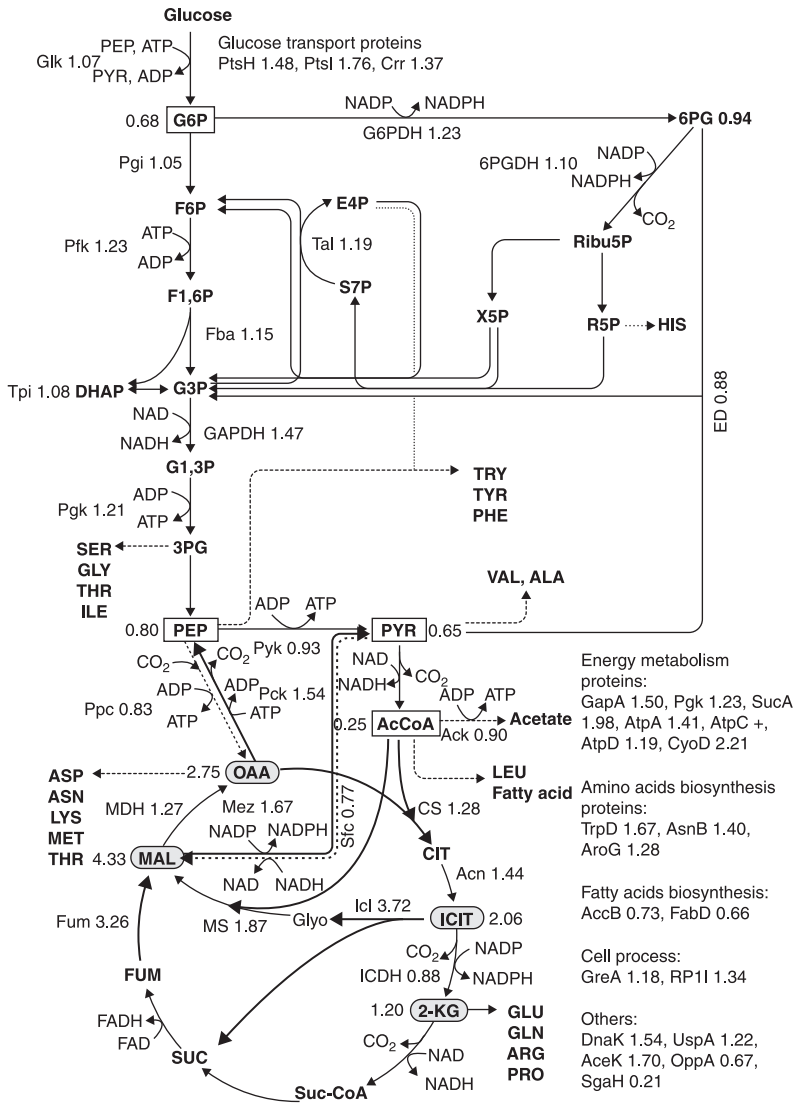 Glucose
PEP, ATP
Glk 1.07
PYR, ADP
Glucose transport proteins
PtsH 1.48, PtsI 1.76, Crr 1.37
0.68 G6P
NADP NADPH
G6PDH 1.23
6PG 0.94
Pgi 1.05
6PGDH 1.10
NADP
NADPH
CO2
F6P
E4P
Tal 1.19
Ribu5P
Pfk 1.23
ATP
ADP
S7P
F1,6P
X5P
R5P
HIS
Fba 1.15
Tpi 1.08 DHAP
G3P
ED 0.88
NAD
NADH
GAPDH 1.47
G1,3P
TRY
TYR
PHE
Pgk 1.21
ADP
ATP
SER
GLY
THR
ILE
3PG
VAL, ALA
0.80 PEP
ADP ATP
Pyk 0.93
PYR 0.65
CO2
CO2
NAD
NADH
CO2
ADP
ATP
Ppc 0.83
ADP
ATP
Pck 1.54
ADP ATP
0.25 AcCoA
Ack 0.90
Acetate
Energy metabolism
proteins:
GapA 1.50, Pgk 1.23, SucA
1.98, AtpA 1.41, AtpC +,
AtpD 1.19, CyoD 2.21
ASP
ASN
LYS
MET
THR
2.75 OAA
LEU
Fatty acid
Amino acids biosynthesis
proteins:
TrpD 1.67, AsnB 1.40,
AroG 1.28
MDH 1.27
Mez 1.67
Sfc 0.77
CS 1.28
NADP NADPH
NAD NADH
4.33 MAL
CIT
Acn 1.44
Fatty acids biosynthesis:
AccB 0.73, FabD 0.66
Fum 3.26
MS 1.87
Glyo
Icl 3.72
ICIT 2.06
CO2
NADP
NADPH
ICDH 0.88
Cell process:
GreA 1.18, RP1I 1.34
FUM
1.20 2-KG
GLU
GLN
ARG
PRO
FADH
FAD
SUC
CO2
NAD
NADH
Suc-CoA
Others:
DnaK 1.54, UspA 1.22,
AceK 1.70, OppA 0.67,
SgaH 0.21